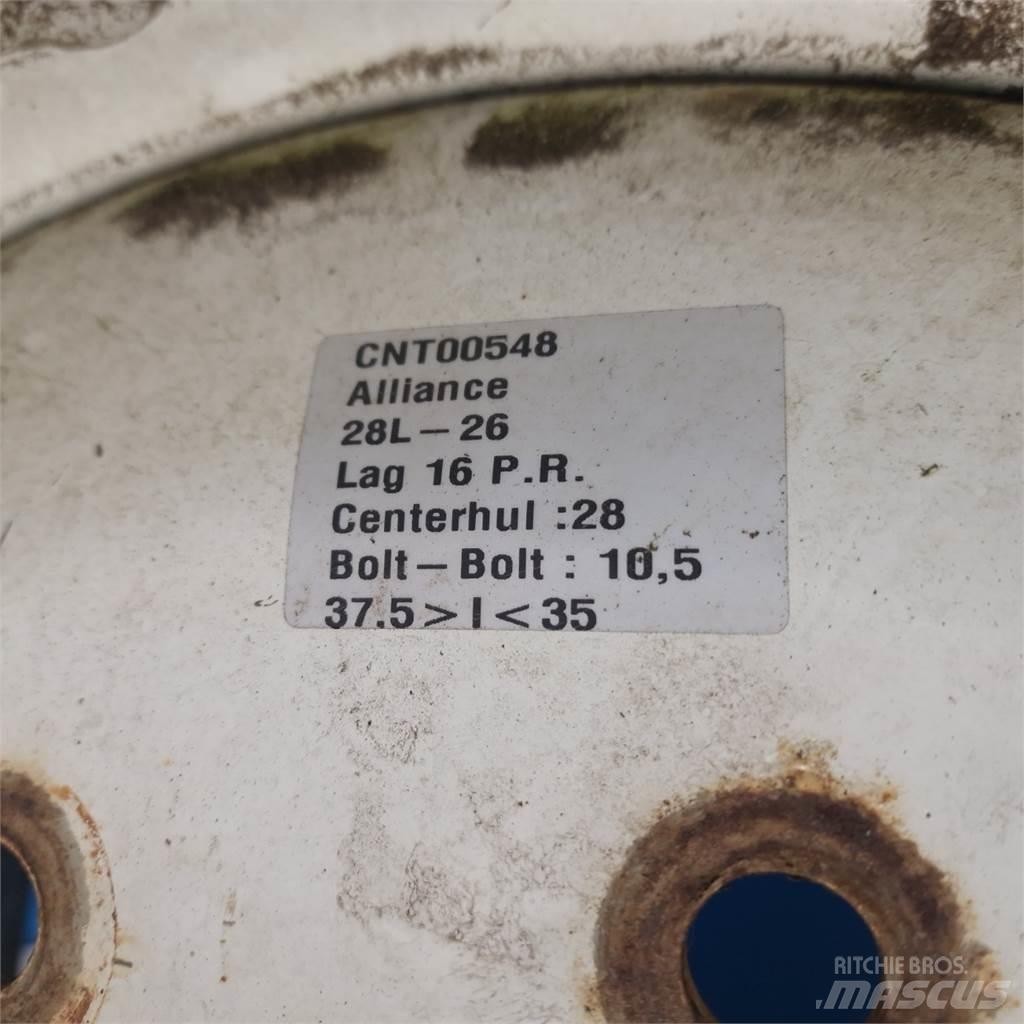 CNT00548
Alliance
28L-26
Lag 16 P.R.
Centerhul :28
Bolt-Bolt : 10,5
37.5>I<35
RITCHIE BROS.
MASCUS